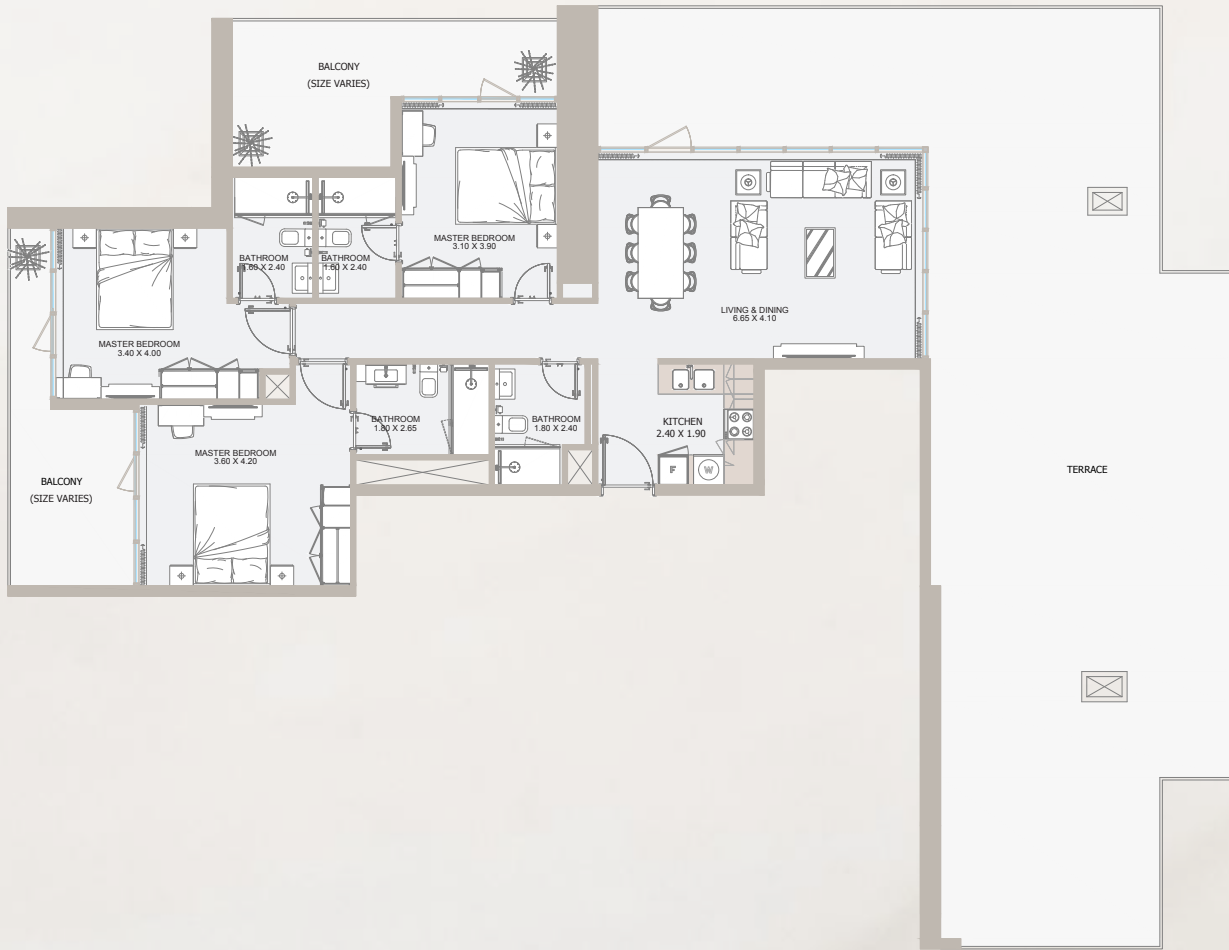 BALCONY
(SIZE VARIES)
MASTER BEDROOM
3.10 X 3.90
BATHROOM
1.60 X 2.40
BATHROOM
1.60 X 2.40
LIVING & DINING
6.65 X 4.10
MASTER BEDROOM
3.40 X 4.00
BATHROOM
1.80 X 2.65
BATHROOM
1.80 X 2.40
KITCHEN
2.40 X 1.90
MASTER BEDROOM
3.60 X 4.20
F
W
TERRACE
BALCONY
(SIZE VARIES)